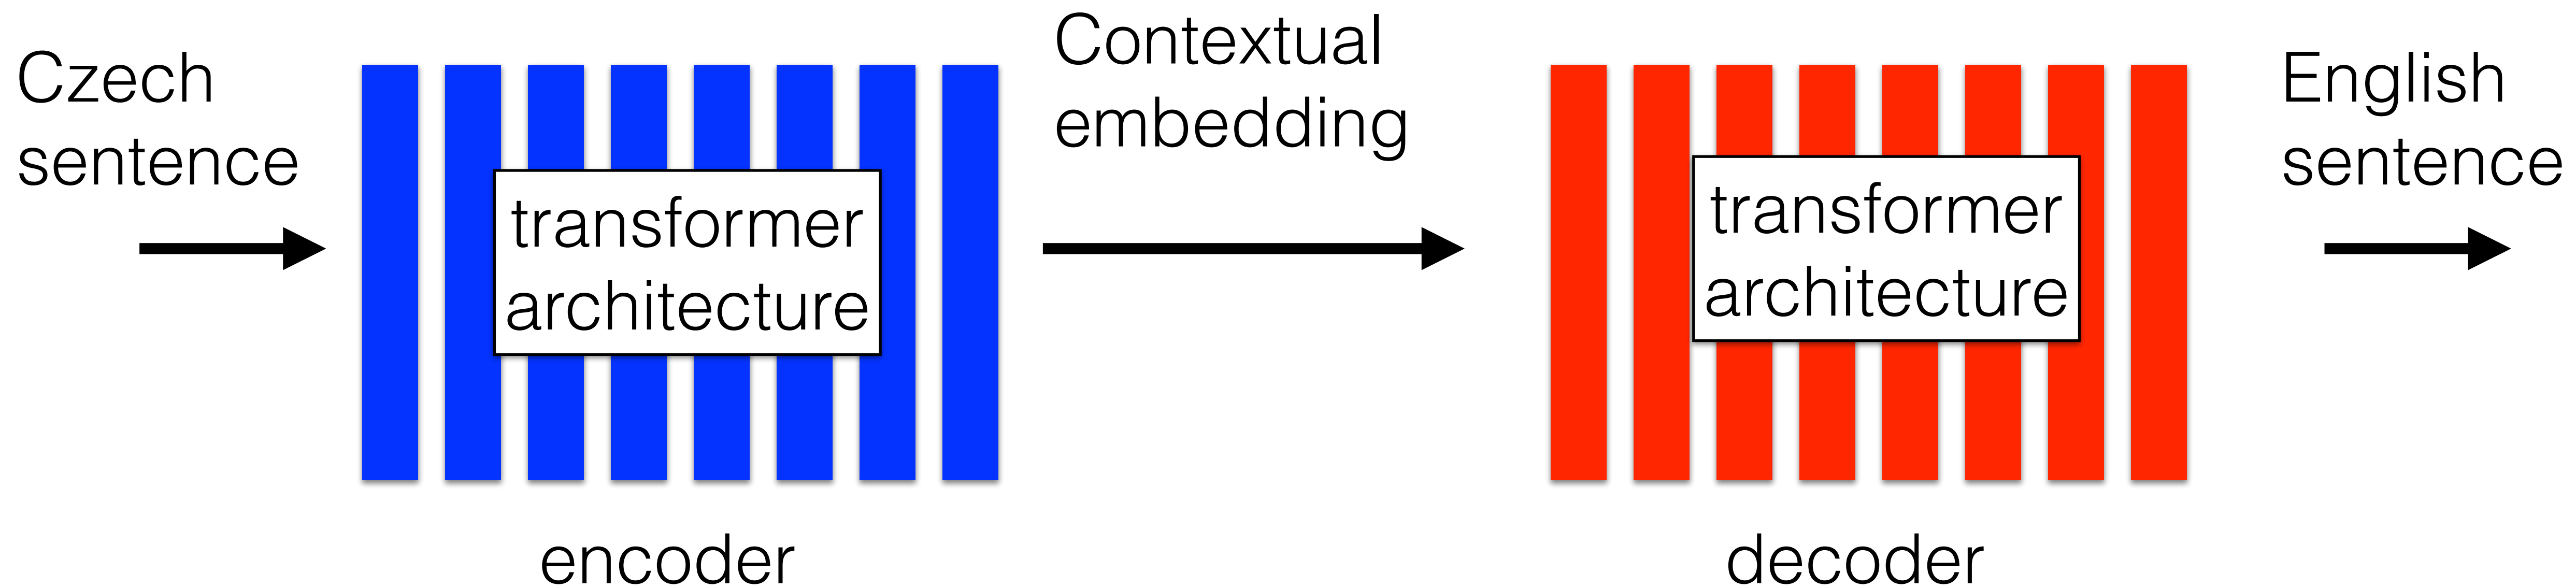 Czech
sentence
transformer
architecture
encoder
Contextual
embedding
transformer
architecture
decoder
English
sentence